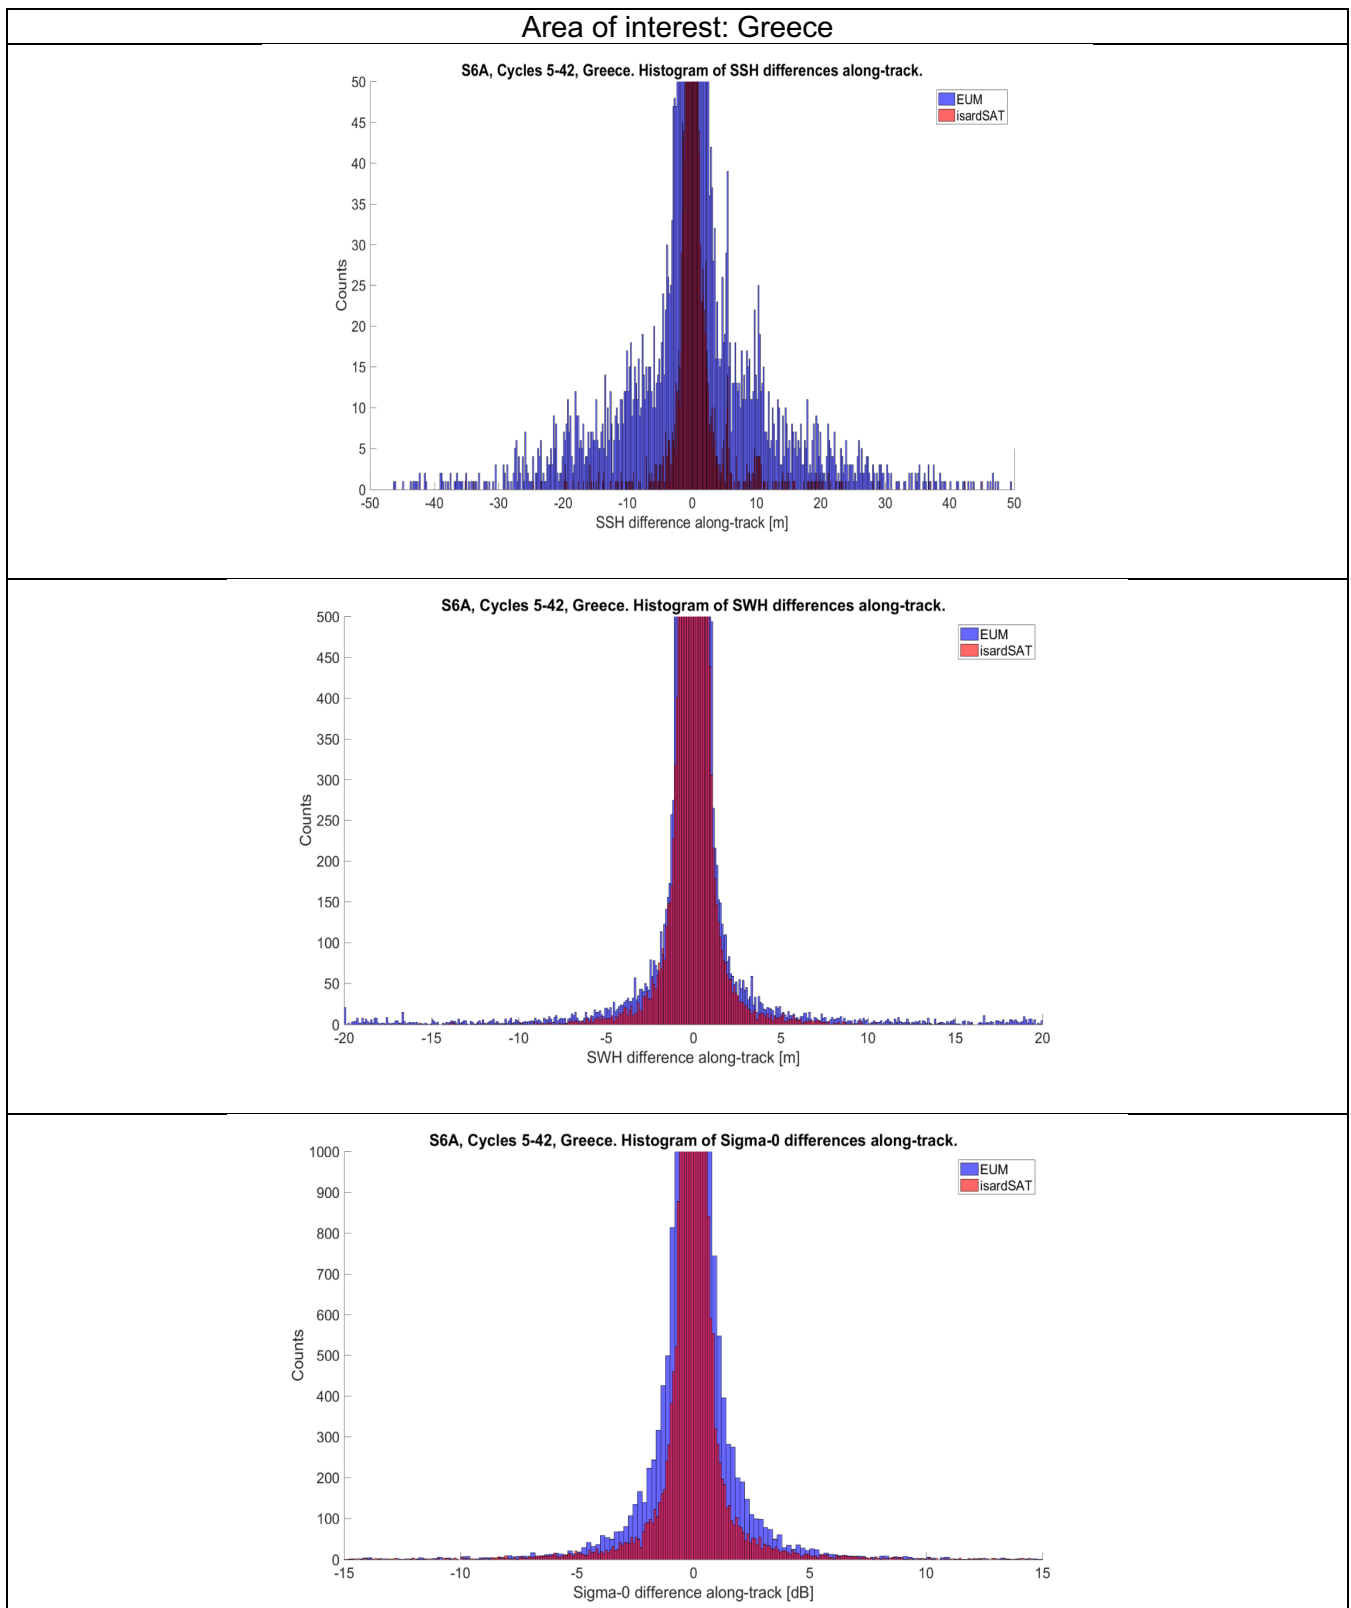 Area of interest: Greece
S6A, Cycles 5-42, Greece. Histogram of SSH differences along-track.
50
45
40
35
30
25
20
15
10
5
0
Counts
EUM
isardSAT
-50 -40 -30 -20 -10 0 10 20 30 40 50
SSH difference along-track [m]
S6A, Cycles 5-42, Greece. Histogram of SWH differences along-track.
500
450
400
350
300
250
200
150
100
50
0
Counts
EUM
isardSAT
-20 -15 -10 -5 0 5 10 15 20
SWH difference along-track [m]
S6A, Cycles 5-42, Greece. Histogram of Sigma-0 differences along-track.
1000
900
800
700
600
500
400
300
200
100
0
Counts
EUM
isardSAT
-15 -10 -5 0 5 10 15
Sigma-0 difference along-track [dB]